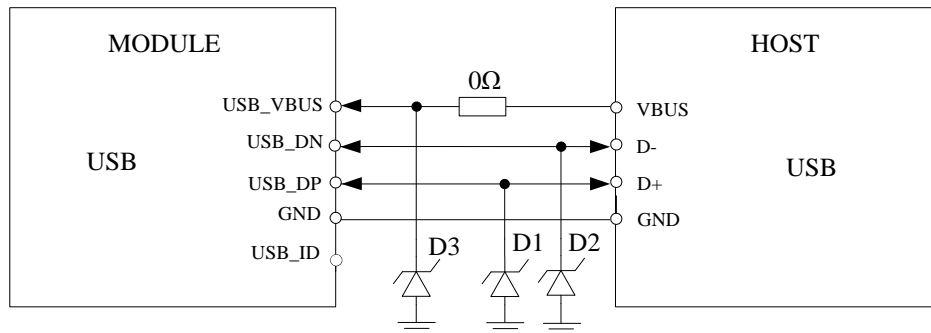 MODULE
HOST
0Ω
USB_VBUS
VBUS
USB_DN
D-
USB
USB
USB_DP
D+
GND
GND
USB_ID
D3
D1
D2